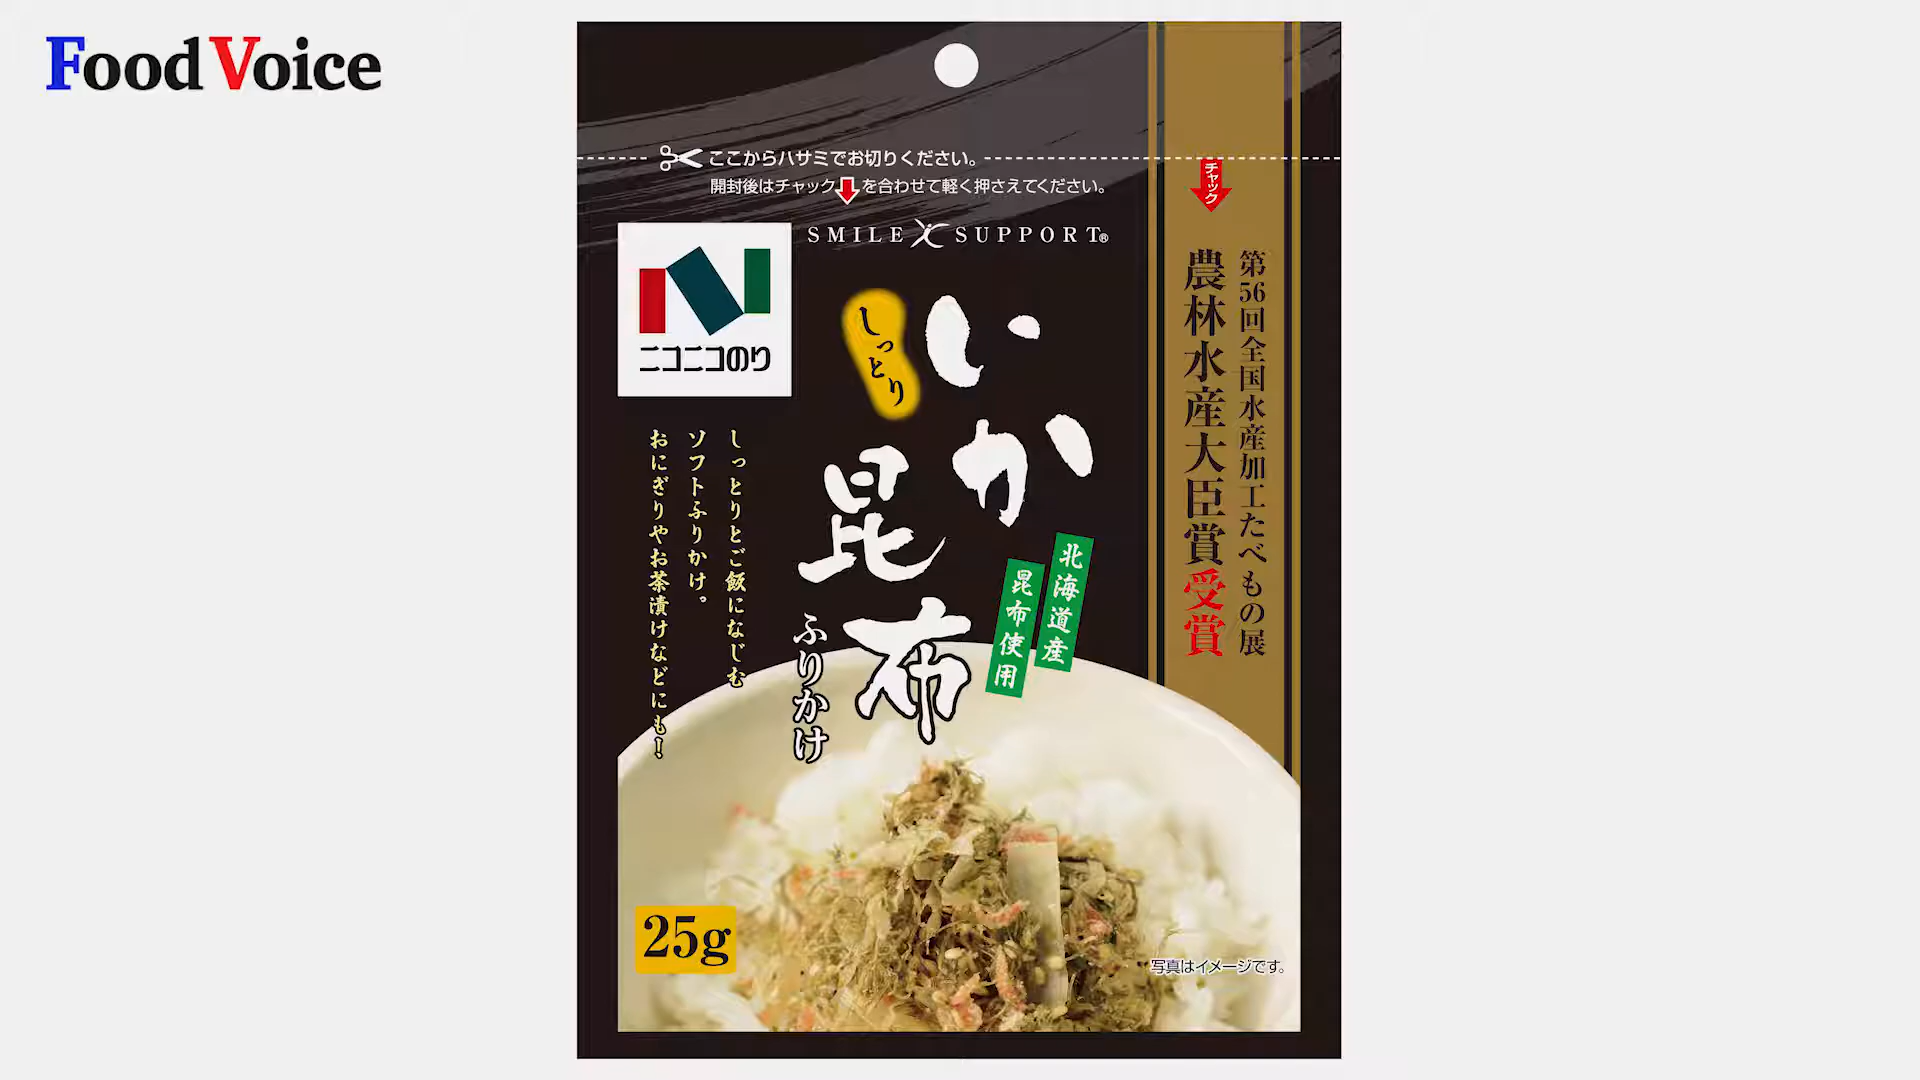 Food Voice
ここからハサミでお切りください。
開封後はチャック
を合わせて軽く押さえてください。
チャック
SMILE SUPPORT®
ニコニコのり
第56回全国水産加工たべもの展
農林水産大臣賞受賞
しっとり
いか
昆布
ふりかけ
北海道産
昆布使用
しっとりとご飯になじむ
ソフトふりかけ。
おにぎりやお茶漬けなどにも!
25g
写真はイメージです。